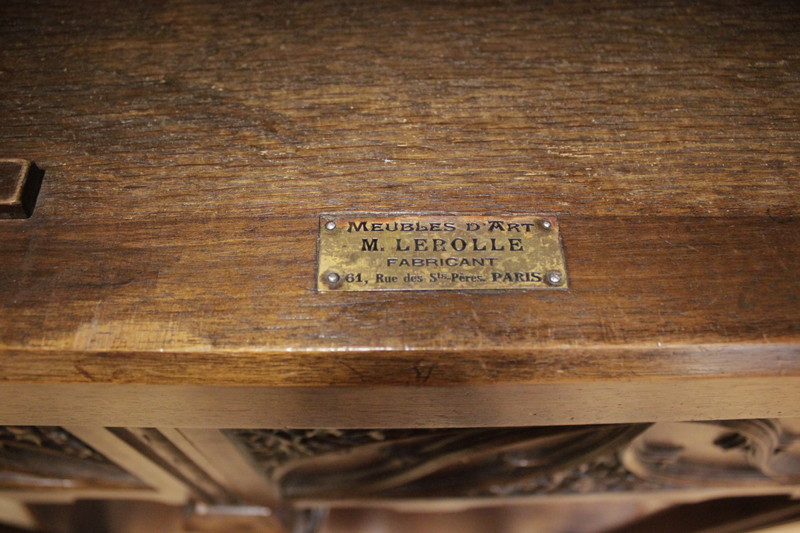 MEUBLES D'ART
M. LEROLLE
FABRICANT
61, Rue des Sts-Pères. PARIS